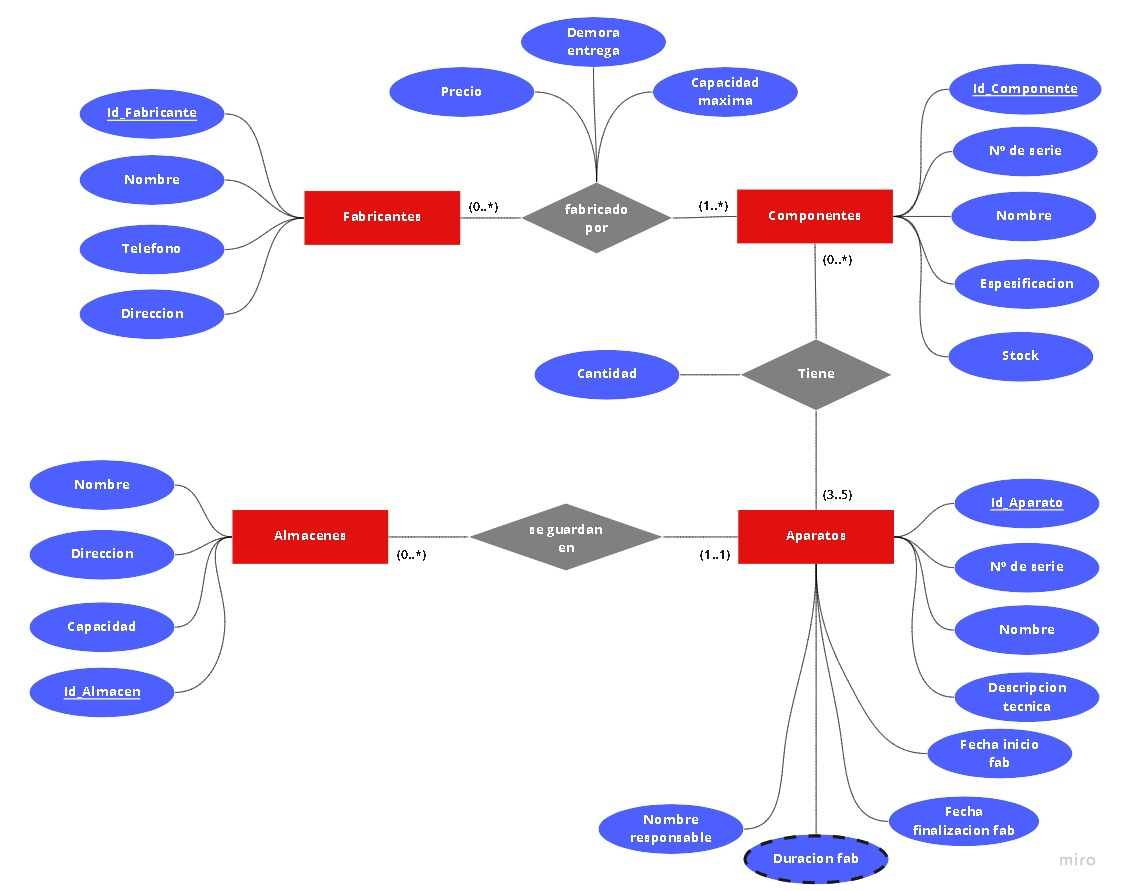 Demora
entrega
Precio
Capacidad
maxima
Id_Fabricante
Nombre
Telefono
Direccion
Fabricantes
(0..*)
fabricado
por
(1..*)
Componentes
(0..*)
Id_Componente
Nº de serie
Nombre
Espesificacion
Stock
Cantidad
Tiene
(3..5)
Nombre
Direccion
Capacidad
Id_Almacen
Almacenes
(0..*)
se guardan
en
(1..1)
Aparatos
Id_Aparato
Nº de serie
Nombre
Descripcion
tecnica
Fecha inicio
fab
Fecha
finalizacion fab
Nombre
responsable
Duracion fab
miro